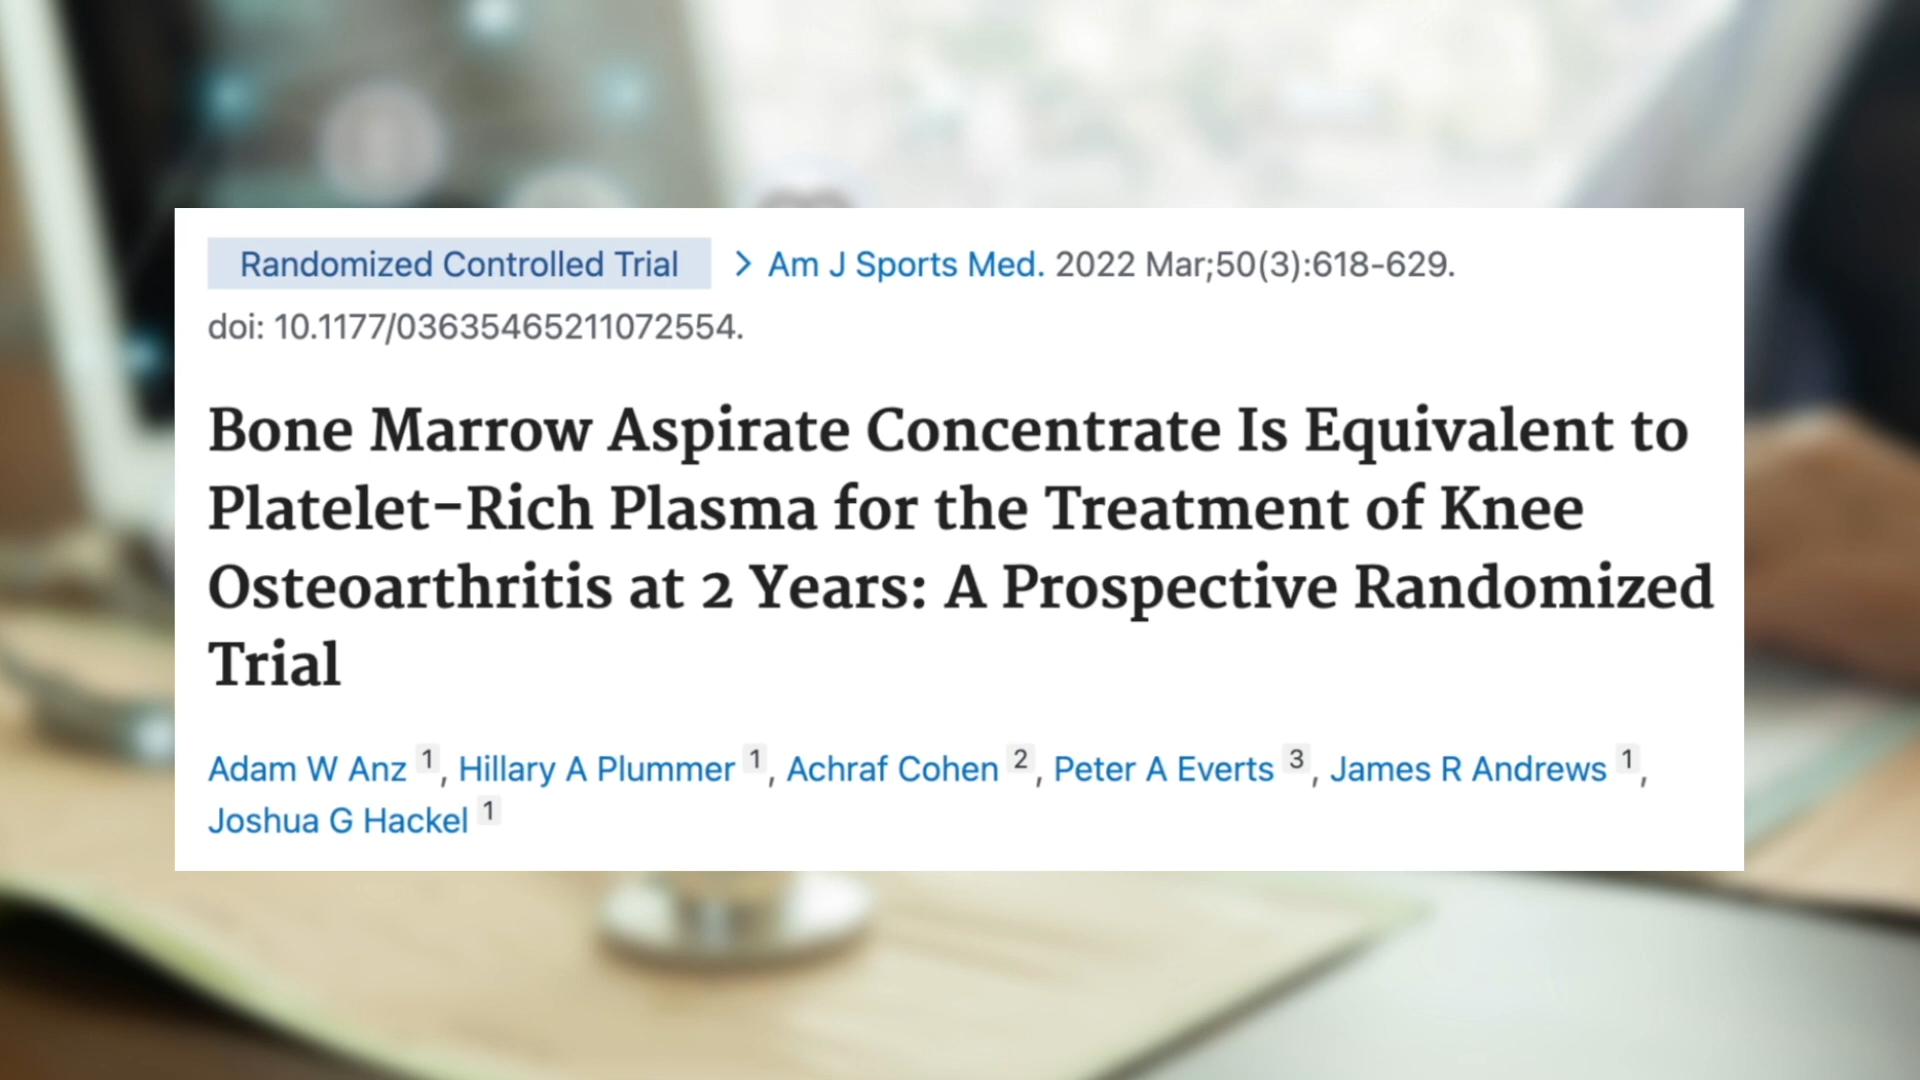 Randomized Controlled Trial > Am J Sports Med. 2022 Mar;50(3):618-629.
doi: 10.1177/03635465211072554.
Bone Marrow Aspirate Concentrate Is Equivalent to
Platelet-Rich Plasma for the Treatment of Knee
Osteoarthritis at 2 Years: A Prospective Randomized
Trial
Adam W Anz 1, Hillary A Plummer 1, Achraf Cohen 2, Peter A Everts 3, James R Andrews 1,
Joshua G Hackel 1